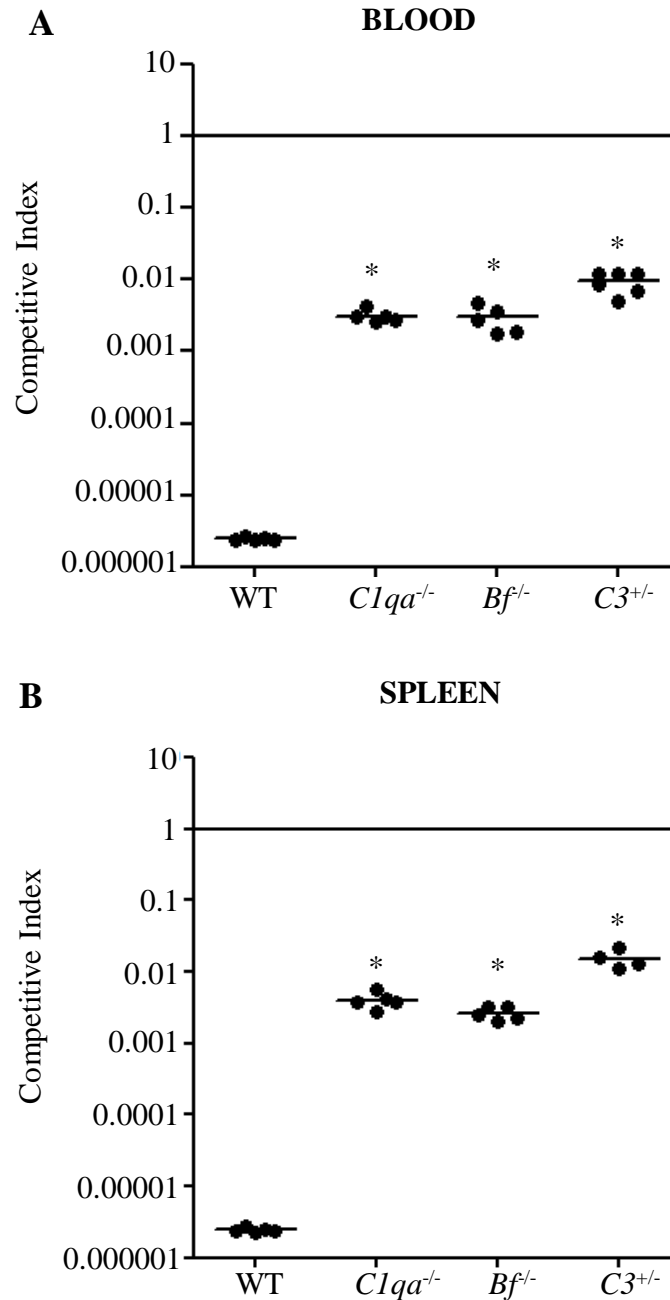 A
BLOOD
Competitive Index
10
1
0.1
0.01
0.001
0.0001
0.00001
0.000001
* * *
WT C1qa-/- Bf-/- C3+/-
B
SPLEEN
Competitive Index
10
1
0.1
0.01
0.001
0.0001
0.00001
0.000001
* * *
WT C1qa-/- Bf-/- C3+/-